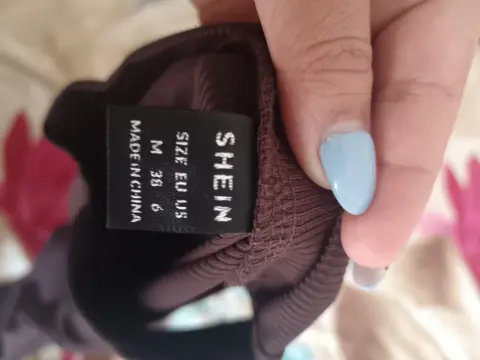 SHEIN
SIZE EU US
M 38 6
MADE IN CHINA